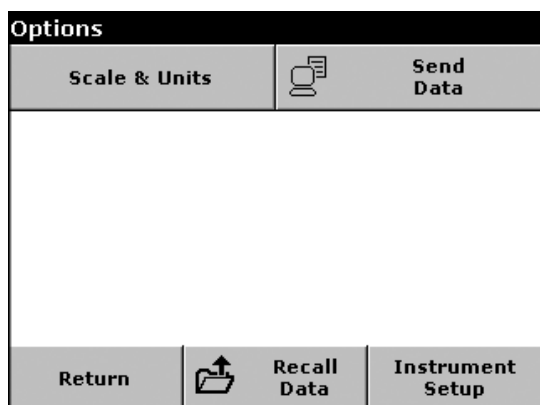 Options
Scale & Units
Send
Data
Return
Recall
Data
Instrument
Setup